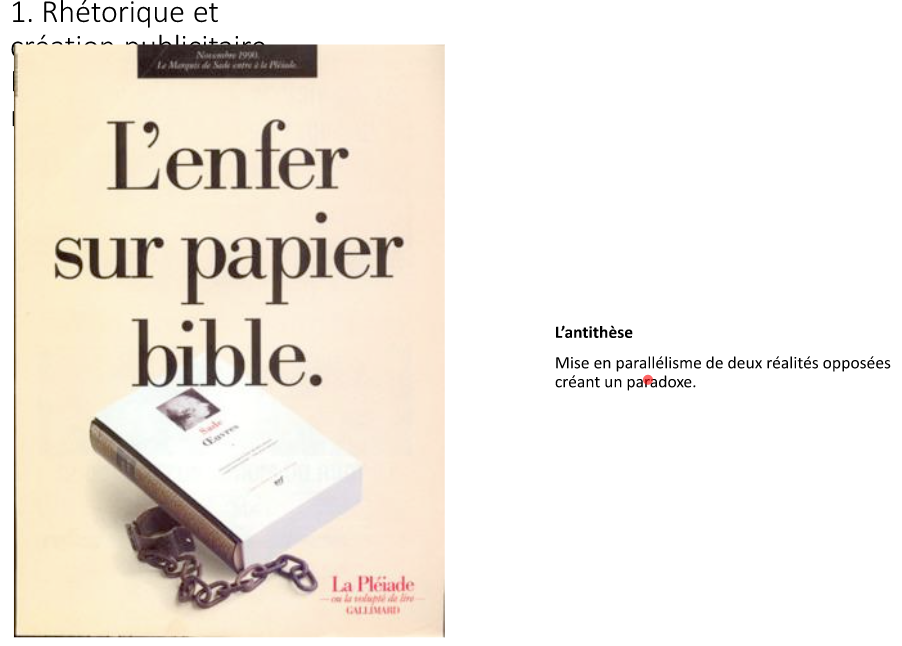 1. Rhétorique et
création publicitaire
Novembre 1990.
Le Marquis de Sade entre à la Pléiade.
L'enfer
sur papier
bible.
Sade
Œuvres
nrf
La Pléiade
— ou la volupté de lire —
GALLIMARD
L'antithèse
Mise en parallélisme de deux réalités opposées
créant un paradoxe.